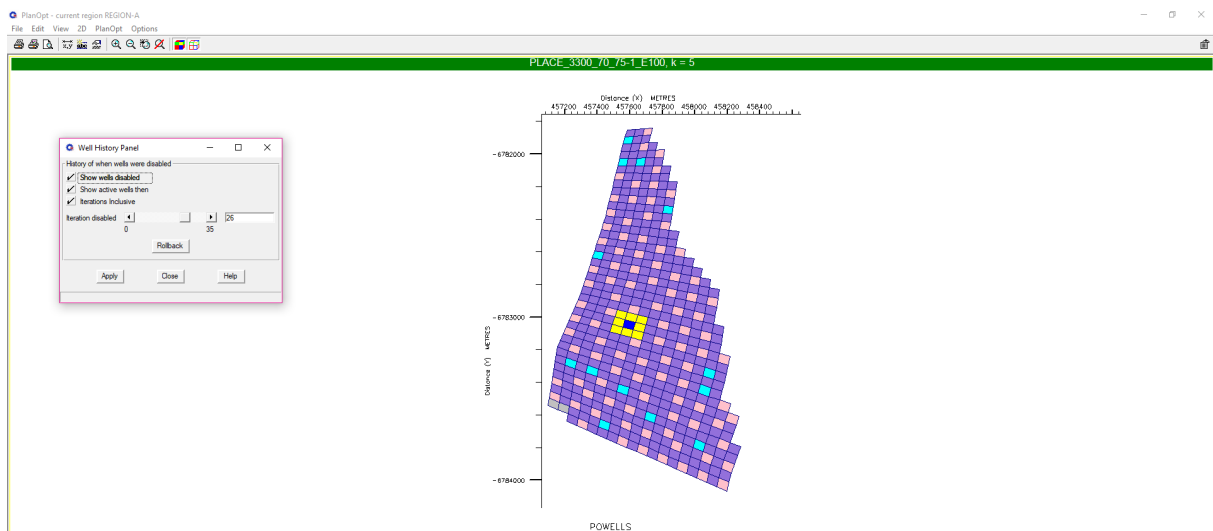 PlanOpt - current region REGION-A
File Edit View 2D PlanOpt Options
PLACE_3300_70_75-1_E100, k = 5
Distance (X) METRES
457200 457400 457600 457800 458000 458200 458400
Well History Panel
History of when wells were disabled
Show wells disabled
Show active wells then
Iterations Inclusive
Iteration disabled 26
0 35
Rollback
Apply Close Help
-6782000
-6783000
Distance (Y) METRES
-6784000
POWELLS